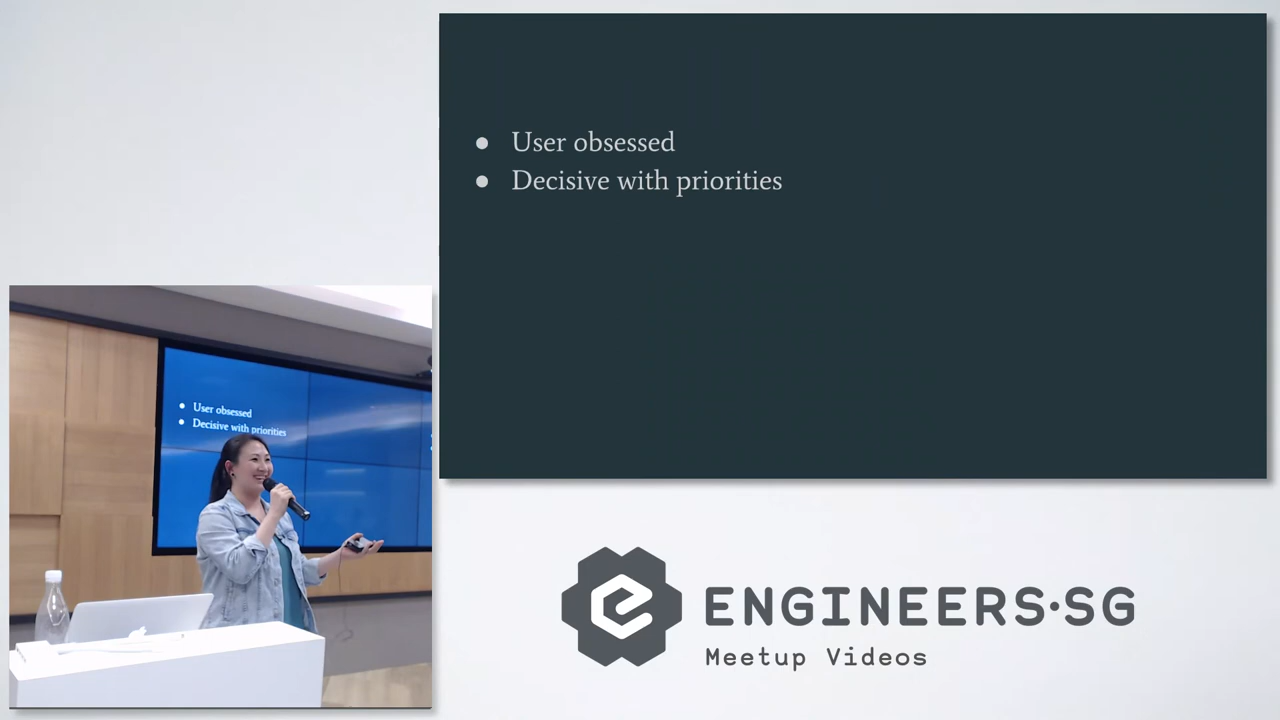 ● User obsessed
● Decisive with priorities
● User obsessed
● Decisive with priorities
ENGINEERS·SG
Meetup Videos